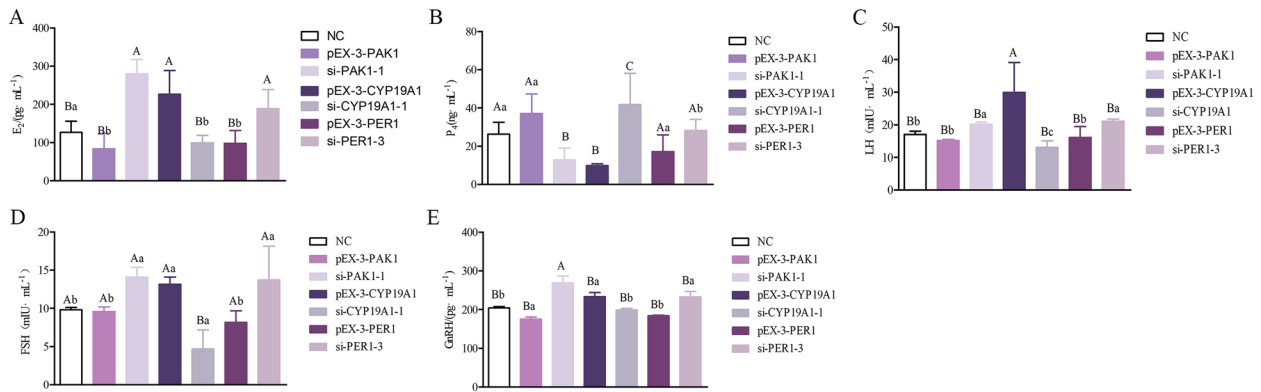 A
E₂/(pg· mL⁻¹)
400
300
200
100
0
Ba
Bb
A
A
Bb
Bb
A
NC
pEX-3-PAK1
si-PAK1-1
pEX-3-CYP19A1
si-CYP19A1-1
pEX-3-PER1
si-PER1-3
B
P₄(ng· mL⁻¹)
80
60
40
20
0
Aa
Aa
B
B
C
Aa
Ab
NC
pEX-3-PAK1
si-PAK1-1
pEX-3-CYP19A1
si-CYP19A1-1
pEX-3-PER1
si-PER1-3
C
LH (mIU· mL⁻¹)
50
40
30
20
10
0
Bb
Bb
Ba
A
Bc
Bb
Ba
NC
pEX-3-PAK1
si-PAK1-1
pEX-3-CYP19A1
si-CYP19A1
pEX-3-PER1
si-PER1-3
D
FSH (mIU· mL⁻¹)
20
15
10
5
0
Ab
Ab
Aa
Aa
Ba
Ab
Aa
NC
pEX-3-PAK1
si-PAK1-1
pEX-3-CYP19A1
si-CYP19A1-1
pEX-3-PER1
si-PER1-3
E
GnRH/(pg· mL⁻¹)
400
300
200
100
0
Bb
Ba
A
Ba
Bb
Bb
Ba
NC
pEX-3-PAK1
si-PAK1-1
pEX-3-CYP19A1
si-CYP19A1-1
pEX-3-PER1
si-PER1-3